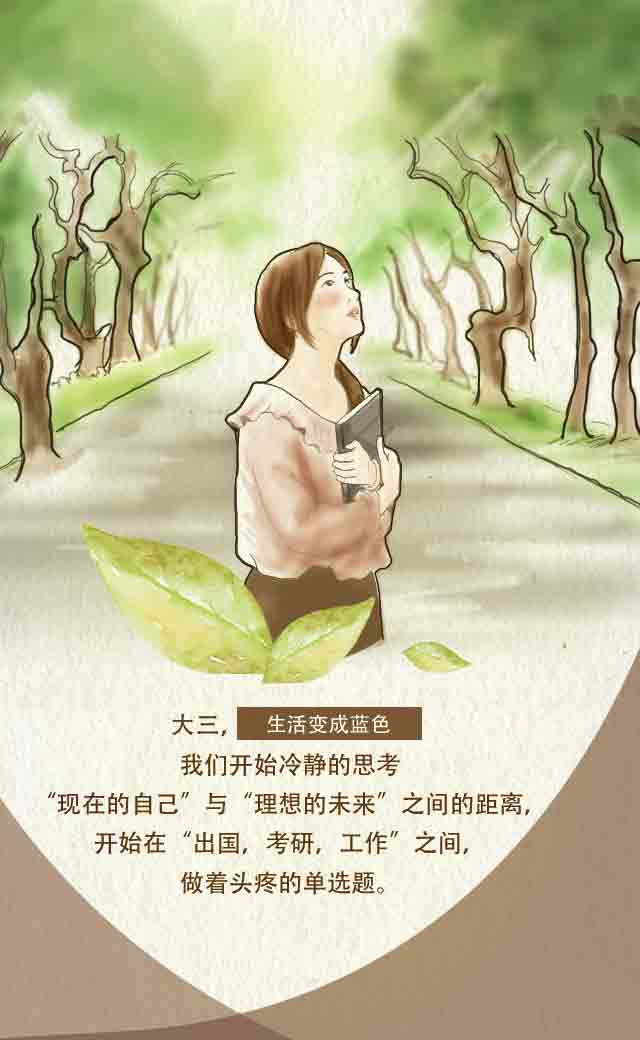 大三，生活变成蓝色
我们开始冷静的思考
“现在的自己”与“理想的未来”之间的距离，
开始在“出国，考研，工作”之间，
做着头疼的单选题。